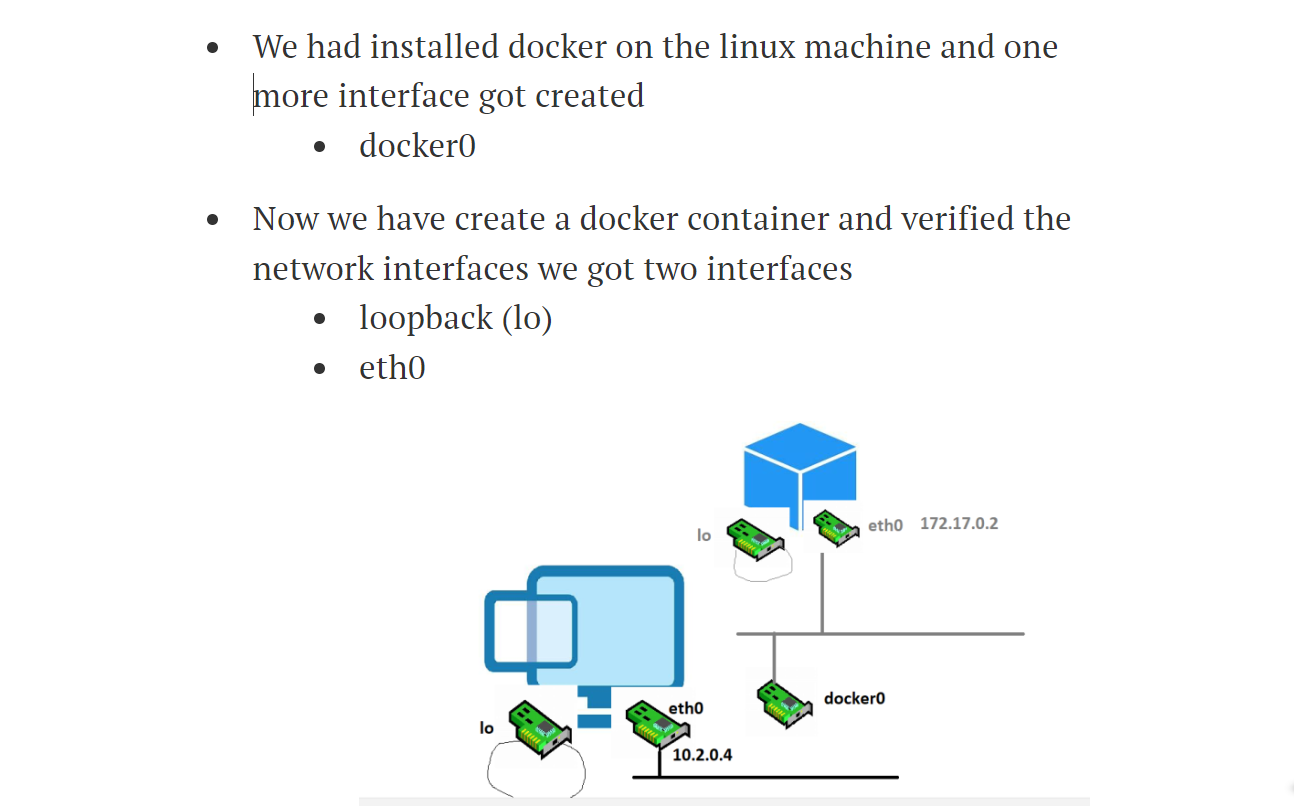 We had installed docker on the linux machine and one
more interface got created
docker0
Now we have create a docker container and verified the
network interfaces we got two interfaces
loopback (lo)
eth0
lo
eth0 172.17.0.2
docker0
lo
eth0
10.2.0.4